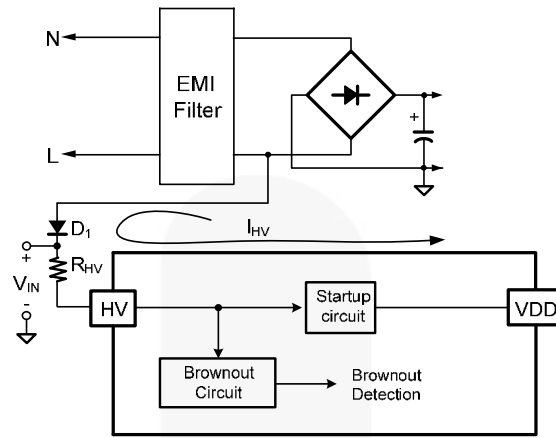 N
EMI
Filter
L
+
D1
IHV
+
RHV
VIN
-
HV
Startup
circuit
VDD
Brownout
Circuit
Brownout
Detection